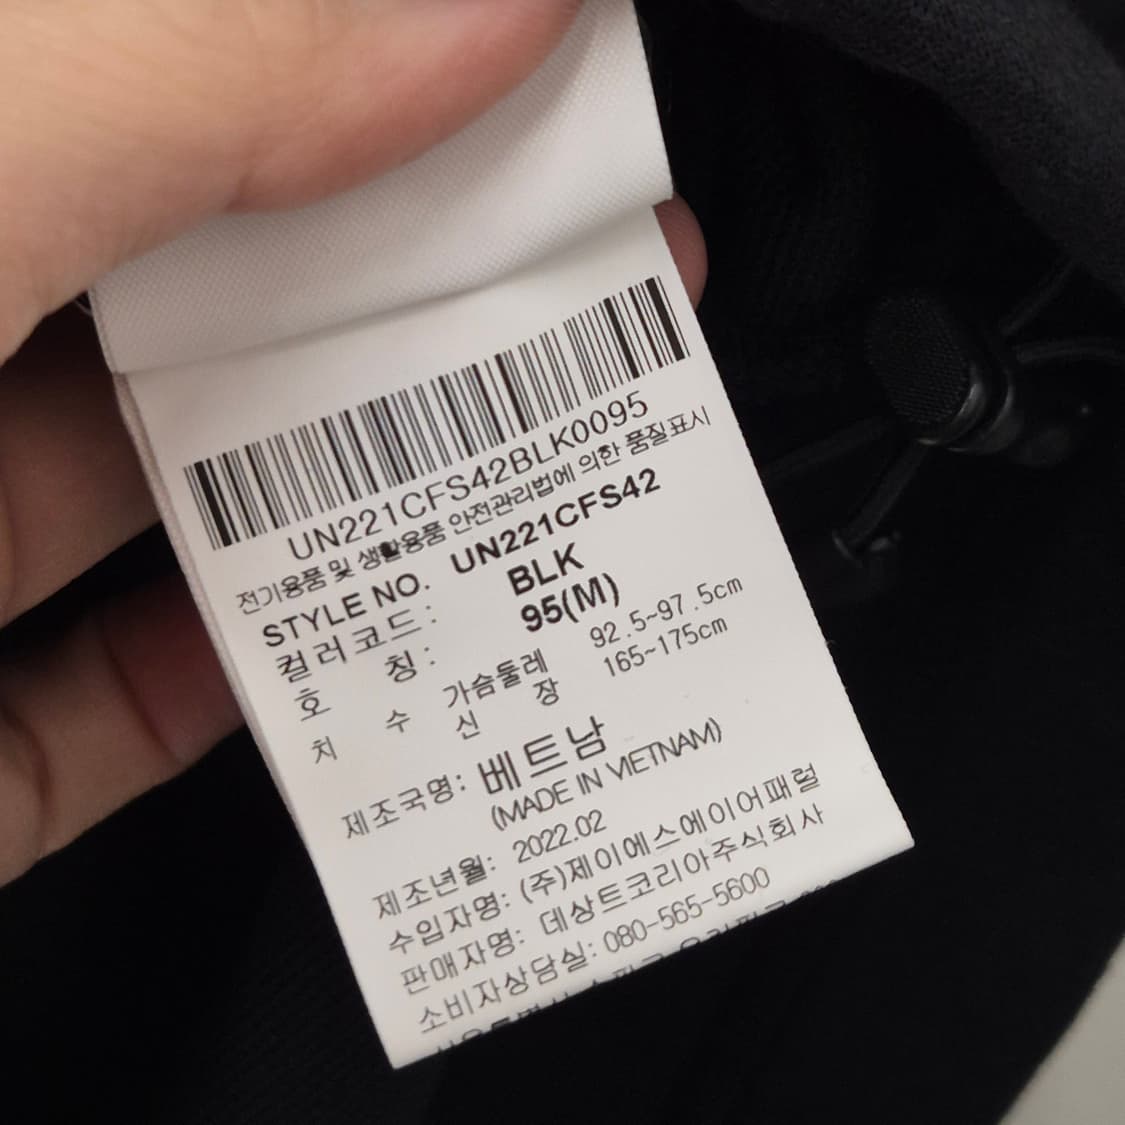 UN221CFS42BLK0095
전기용품 및 생활용품 안전관리법에 의한 품질표시
STYLE NO. UN221CFS42
컬러코드: BLK
호 칭: 95(M)
치 수 가슴둘레 92.5~97.5cm
신 장 165~175cm
제조국명: 베트남
(MADE IN VIETNAM)
제조년월: 2022.02
수입자명: (주)제이에스에이어패럴
판매자명: 데상트코리아주식회사
소비자상담실: 080-565-5600